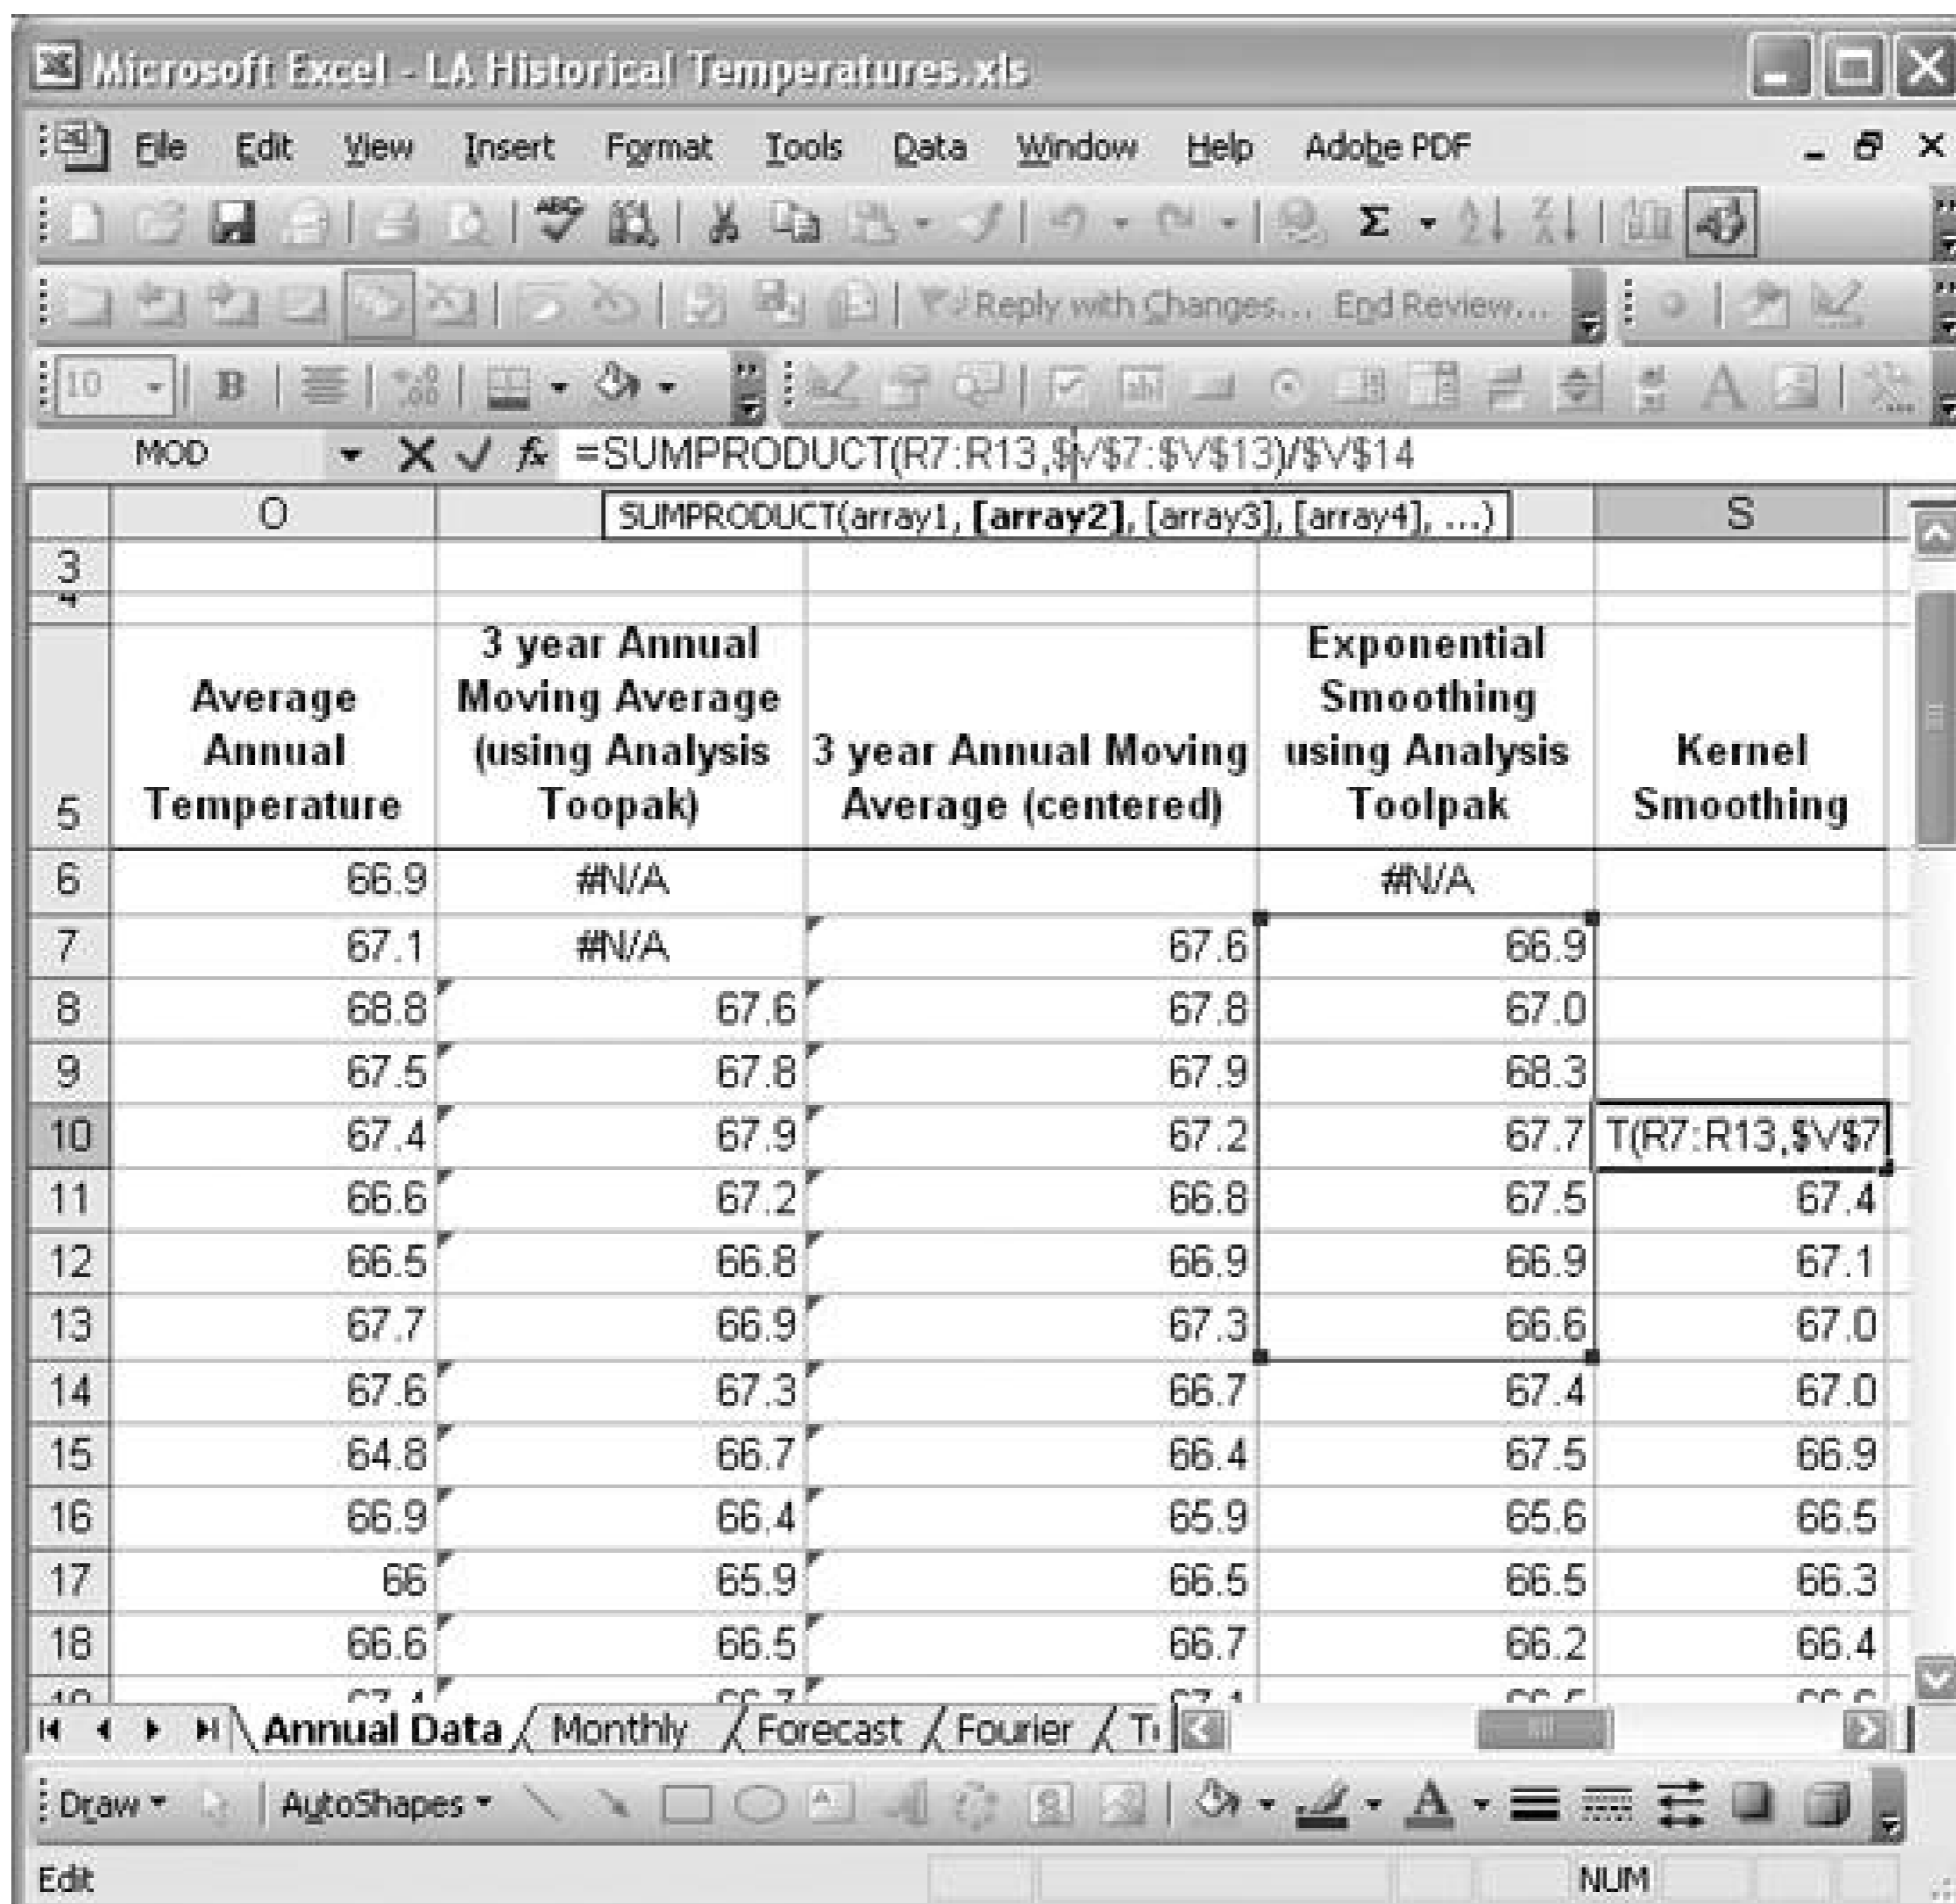 Microsoft Excel - LA Historical Temperatures.xls
File Edit View Insert Format Tools Data Window Help Adobe PDF
ABC Σ
Reply with Changes... End Review...
10 B A
MOD fx =SUMPRODUCT(R7:R13,$V$7:$V$13)/$V$14
O S
SUMPRODUCT(array1, [array2], [array3], [array4], ...)
3
4
5 Average Annual Temperature 3 year Annual Moving Average (using Analysis Toopak) 3 year Annual Moving Average (centered) Exponential Smoothing using Analysis Toolpak Kernel Smoothing
6 66.9 #N/A #N/A
7 67.1 #N/A 67.6 66.9
8 68.8 67.6 67.8 67.0
9 67.5 67.8 67.9 68.3
10 67.4 67.9 67.2 67.7 T(R7:R13,$V$7
11 66.6 67.2 66.8 67.5 67.4
12 66.5 66.8 66.9 66.9 67.1
13 67.7 66.9 67.3 66.6 67.0
14 67.6 67.3 66.7 67.4 67.0
15 64.8 66.7 66.4 67.5 66.9
16 66.9 66.4 65.9 65.6 66.5
17 66 65.9 66.5 66.5 66.3
18 66.6 66.5 66.7 66.2 66.4
Annual Data Monthly Forecast Fourier
Draw AutoShapes A
Edit NUM